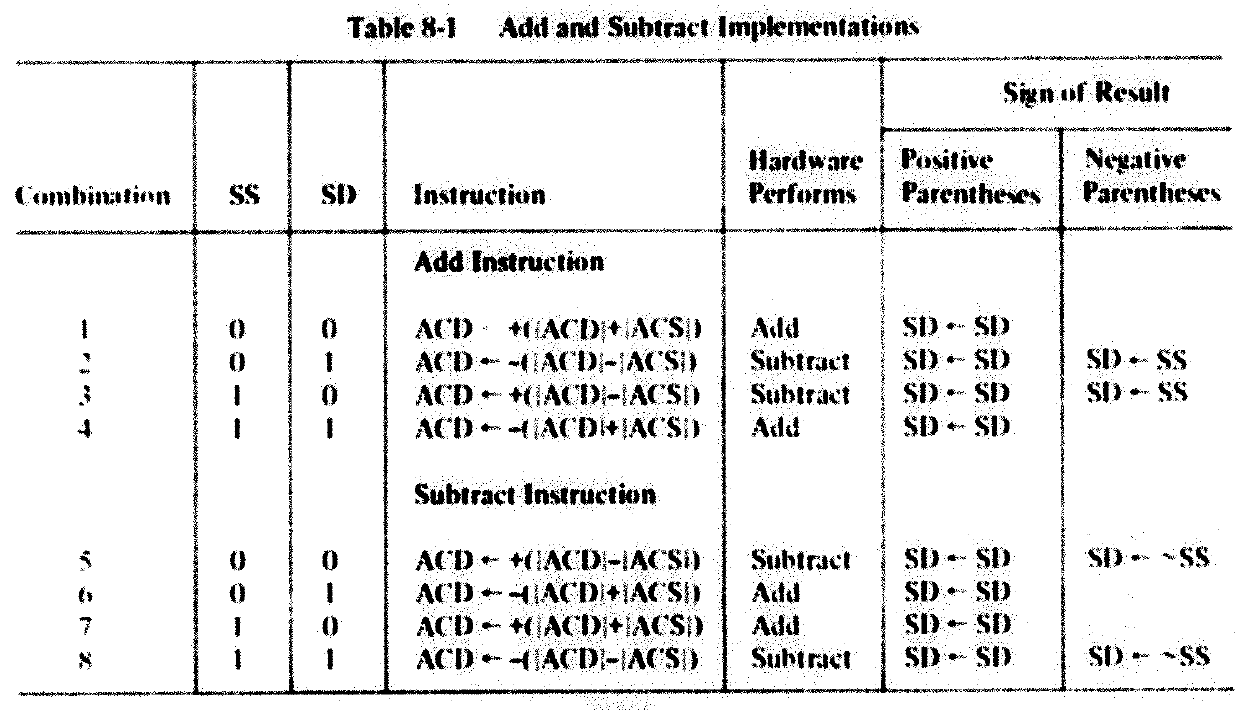 Table 8-1 Add and Subtract Implementations
Sign of Result
Hardware Positive Negative
Combination SS SD Instruction Performs Parentheses Parentheses
Add Instruction
1 0 0 ACD +(|ACD|+|ACS|) Add SD ← SD
2 0 1 ACD ← -(|ACD|-|ACS|) Subtract SD ← SD SD ← SS
3 1 0 ACD ← +(|ACD|-|ACS|) Subtract SD ← SD SD ← SS
4 1 1 ACD ← -(|ACD|+|ACS|) Add SD ← SD
Subtract Instruction
5 0 0 ACD ← +(|ACD|-|ACS|) Subtract SD ← SD SD ← ~SS
6 0 1 ACD ← -(|ACD|+|ACS|) Add SD ← SD
7 1 0 ACD ← +(|ACD|+|ACS|) Add SD ← SD
8 1 1 ACD ← -(|ACD|-|ACS|) Subtract SD ← SD SD ← ~SS